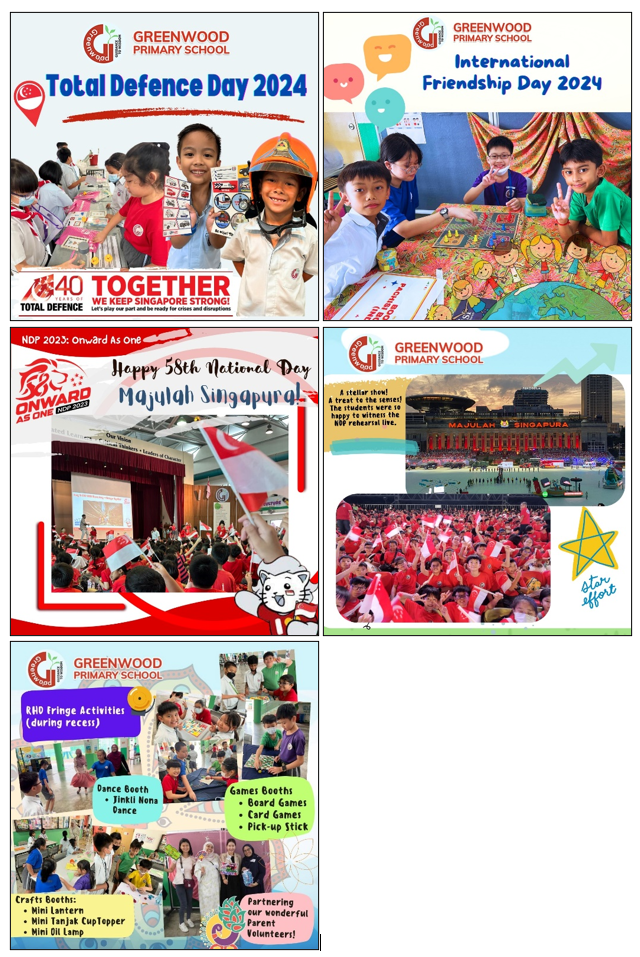 GREENWOOD
PRIMARY SCHOOL
Total Defence Day 2024
40
YEARS OF
TOTAL DEFENCE
TOGETHER
WE KEEP SINGAPORE STRONG!
Let's play our part and be ready for crises and disruptions
GREENWOOD
PRIMARY SCHOOL
International
Friendship Day 2024
NDP 2023: Onward As One
ONWARD
AS ONE NDP 2023
Happy 58th National Day
Majulah Singapura!
Our Vision
Thinkers • Leaders of Character
GREENWOOD
PRIMARY SCHOOL
A stellar show!
A treat to the senses!
The students were so
happy to witness the
NDP rehearsal live.
MAJULAH SINGAPURA
star
effort
GREENWOOD
PRIMARY SCHOOL
RHD Fringe Activities
(during recess)
Dance Booth
• Jinkli Nona
Dance
Games Booths
• Board Games
• Card Games
• Pick-up Stick
Crafts Booths:
• Mini Lantern
• Mini Tanjak CupTopper
• Mini Oil Lamp
Partnering
our wonderful
Parent
Volunteers!